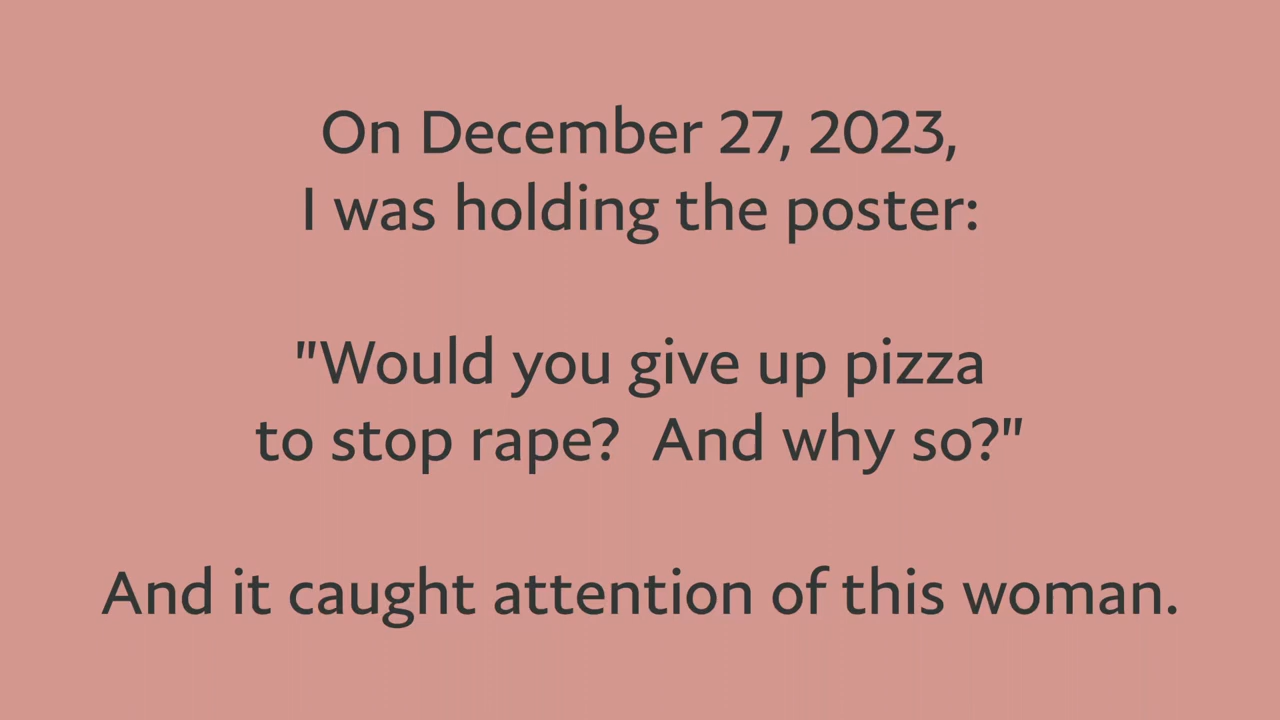 On December 27, 2023,
I was holding the poster:
"Would you give up pizza
to stop rape?  And why so?"
And it caught attention of this woman.